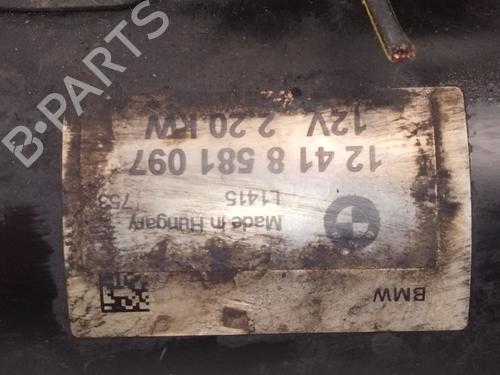 B-PARTS
BMW
Made in Hungary
L1415
753
12 41 8 581 097
12V 2 20 kW